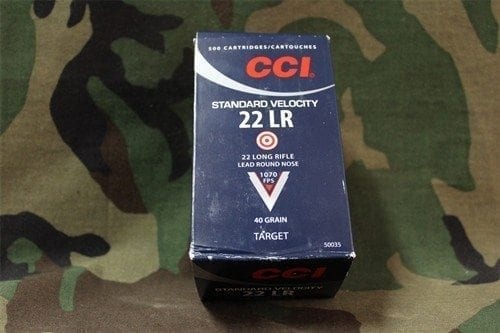 500 CARTRIDGES/CARTOUCHES
CCI
STANDARD VELOCITY
22 LR
22 LONG RIFLE
LEAD ROUND NOSE
1070
FPS
40 GRAIN
TARGET
50035
CCI
STANDARD VELOCITY
22 LR